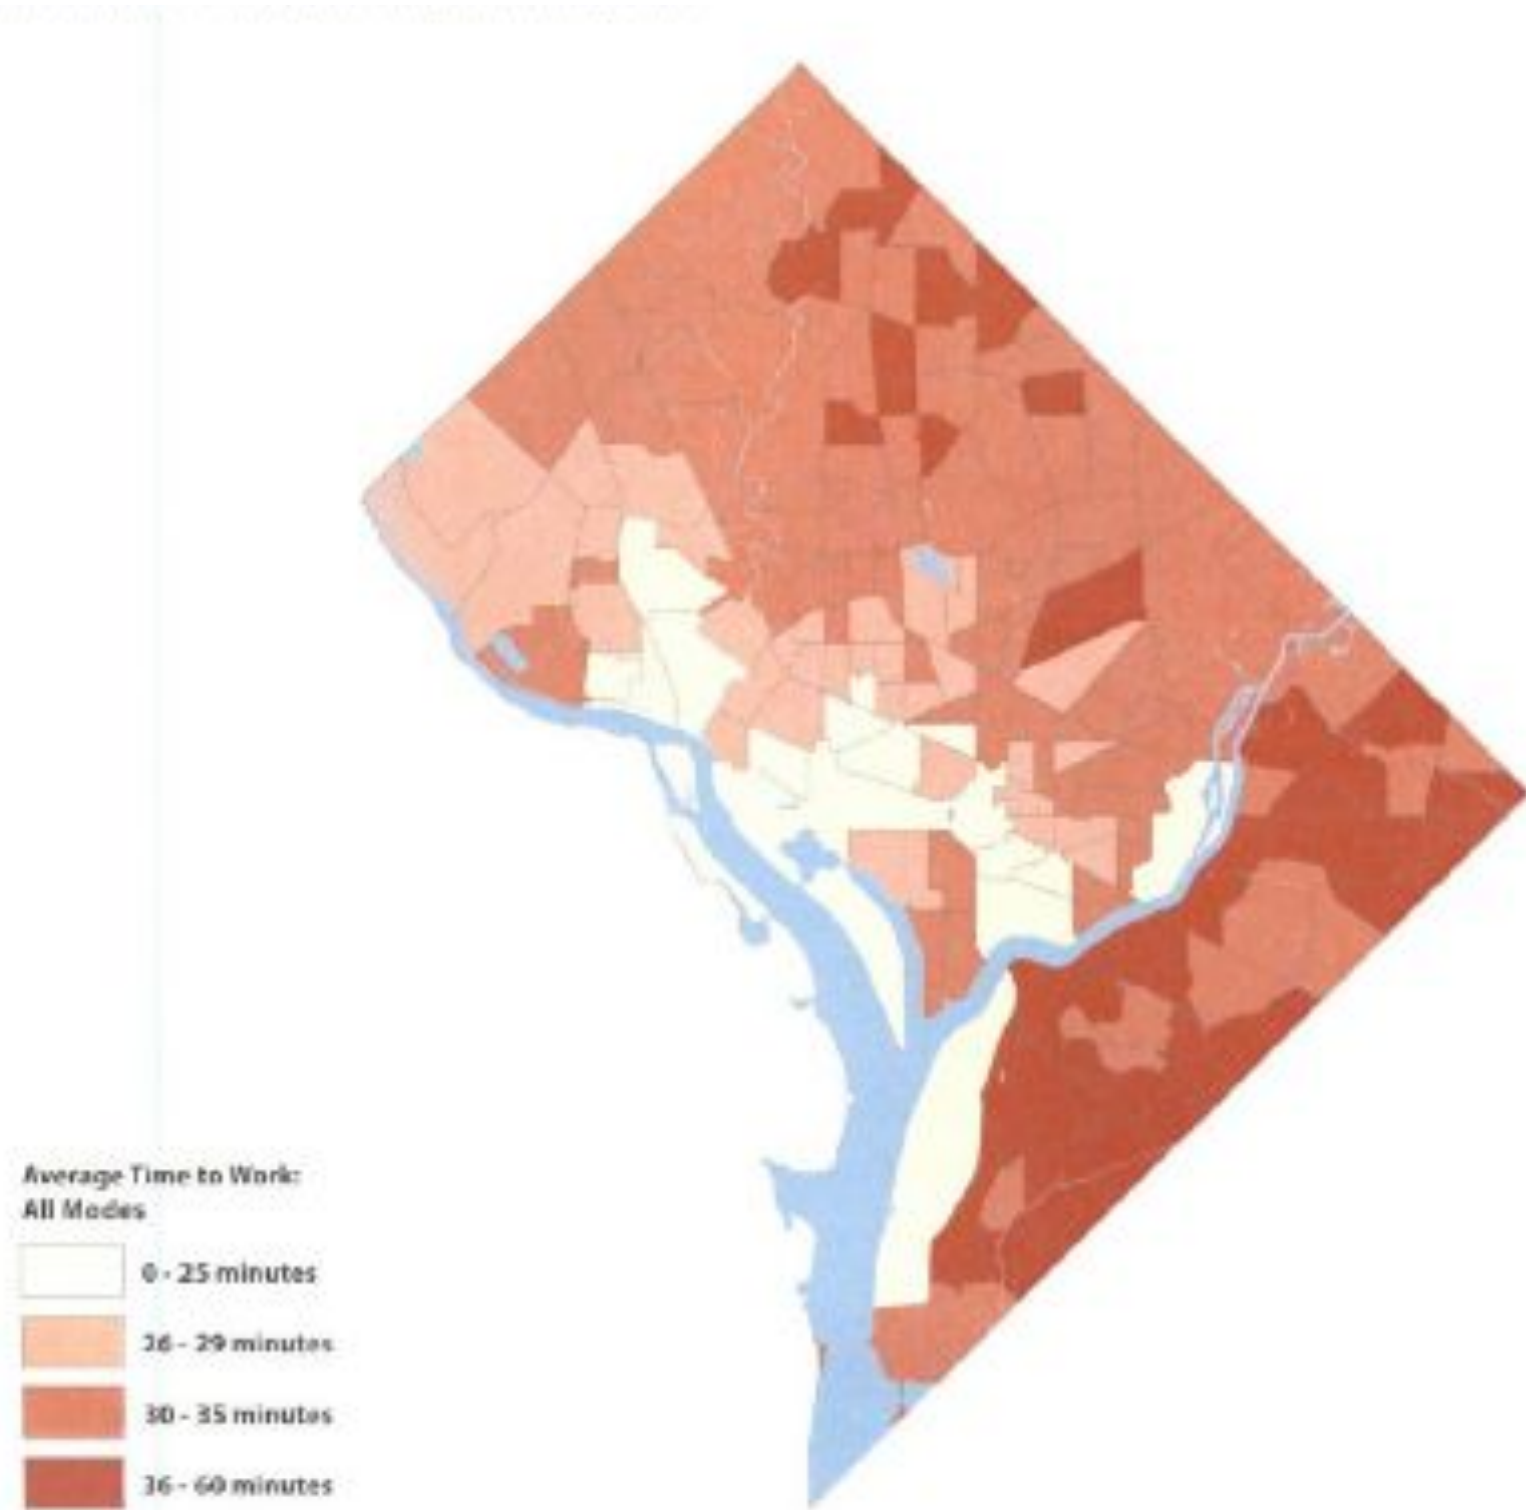 Average Time to Work:
All Modes
0 - 25 minutes
26 - 29 minutes
30 - 35 minutes
36 - 60 minutes